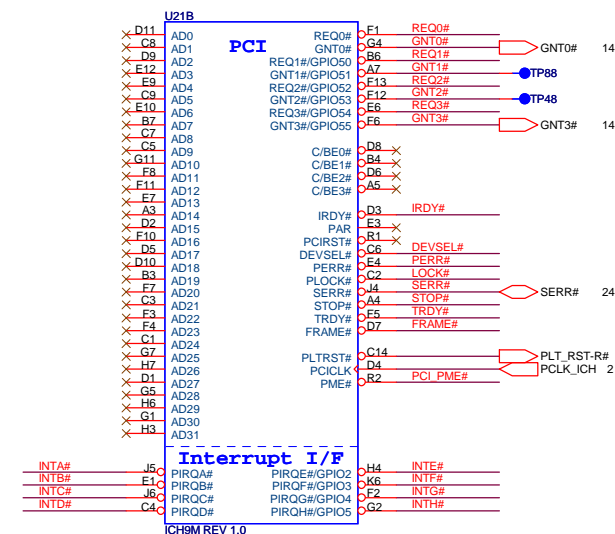 U21B
PCI
D11 AD0 REQ0# F1 REQ0#
C8 AD1 GNT0# G4 GNT0# GNT0# 14
D9 AD2 REQ1#/GPIO50 B6 REQ1#
E12 AD3 GNT1#/GPIO51 A7 GNT1# TP88
E9 AD4 REQ2#/GPIO52 F13 REQ2#
C9 AD5 GNT2#/GPIO53 F12 GNT2# TP48
E10 AD6 REQ3#/GPIO54 E6 REQ3#
B7 AD7 GNT3#/GPIO55 F6 GNT3# GNT3# 14
C7 AD8
C5 AD9 C/BE0# D8
G11 AD10 C/BE1# B4
F8 AD11 C/BE2# D6
F11 AD12 C/BE3# A5
E7 AD13
A3 AD14 IRDY# D3 IRDY#
D2 AD15 PAR E3
F10 AD16 PCIRST# R1
D5 AD17 DEVSEL# C6 DEVSEL#
D10 AD18 PERR# E4 PERR#
B3 AD19 PLOCK# C2 LOCK#
F7 AD20 SERR# J4 SERR# SERR# 24
C3 AD21 STOP# A4 STOP#
F3 AD22 TRDY# F5 TRDY#
F4 AD23 FRAME# D7 FRAME#
C1 AD24
G7 AD25 PLTRST# C14 PLT_RST-R#
H7 AD26 PCICLK D4 PCLK_ICH 2
D1 AD27 PME# R2 PCI_PME#
G5 AD28
H6 AD29
G1 AD30
H3 AD31
Interrupt I/F
INTA# J5 PIRQA# PIRQE#/GPIO2 H4 INTE#
INTB# E1 PIRQB# PIRQF#/GPIO3 K6 INTF#
INTC# J6 PIRQC# PIRQG#/GPIO4 F2 INTG#
INTD# C4 PIRQD# PIRQH#/GPIO5 G2 INTH#
ICH9M REV 1.0